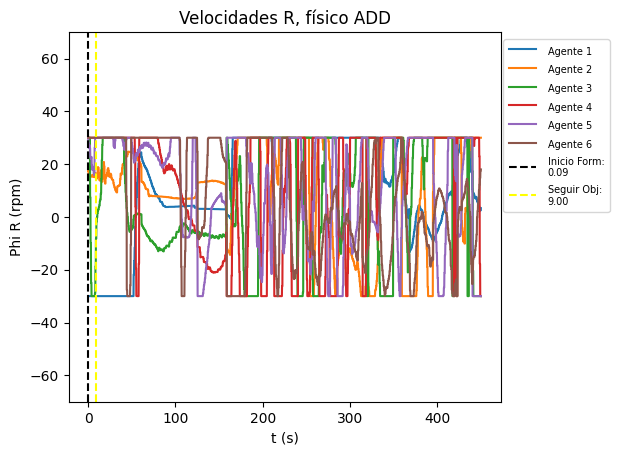 Velocidades R, físico ADD
Phi R (rpm)
60
40
20
0
−20
−40
−60
0
100
200
300
400
t (s)
Agente 1
Agente 2
Agente 3
Agente 4
Agente 5
Agente 6
Inicio Form:
0.09
Seguir Obj:
9.00